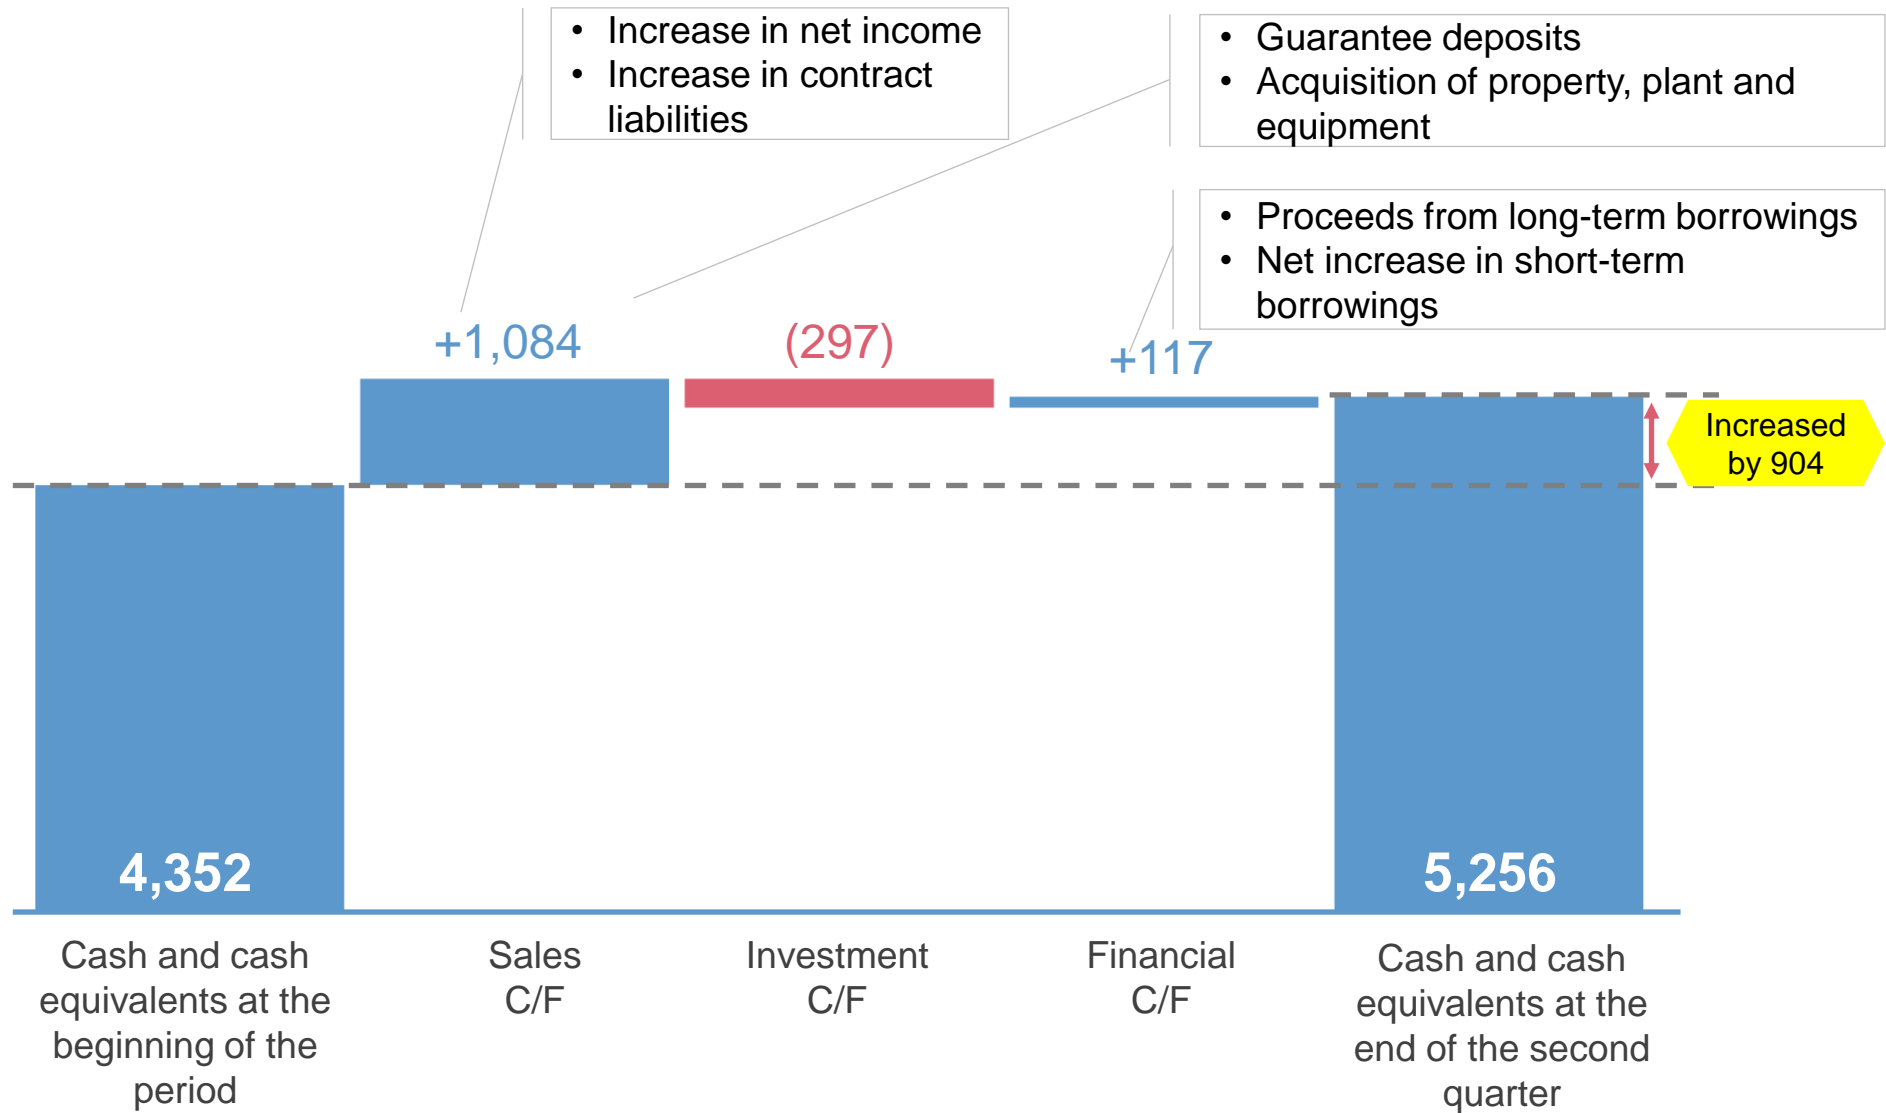 • Increase in net income
• Increase in contract
liabilities
• Guarantee deposits
• Acquisition of property, plant and
equipment
• Proceeds from long-term borrowings
• Net increase in short-term
borrowings
+1,084
(297)
+117
Increased
by 904
4,352
5,256
Cash and cash
equivalents at the
beginning of the
period
Sales
C/F
Investment
C/F
Financial
C/F
Cash and cash
equivalents at the
end of the second
quarter